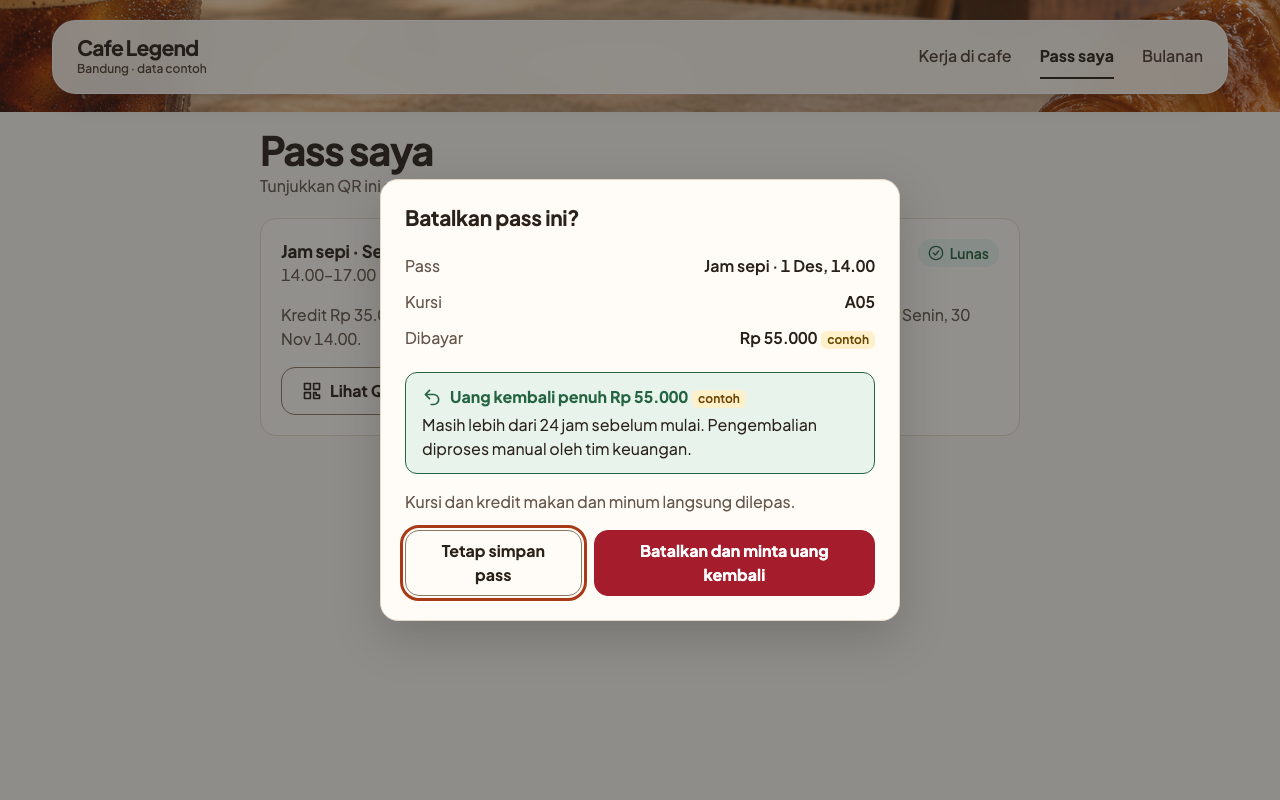 Cafe Legend
Bandung · data contoh
Kerja di cafe
Pass saya
Bulanan
Pass saya
Tunjukkan QR ini
Jam sepi · Se
Lunas
14.00–17.00
Kredit Rp 35.0
Senin, 30
Nov 14.00.
Lihat Q
Batalkan pass ini?
Pass
Jam sepi · 1 Des, 14.00
Kursi
A05
Dibayar
Rp 55.000 contoh
Uang kembali penuh Rp 55.000 contoh
Masih lebih dari 24 jam sebelum mulai. Pengembalian
diproses manual oleh tim keuangan.
Kursi dan kredit makan dan minum langsung dilepas.
Tetap simpan
pass
Batalkan dan minta uang
kembali